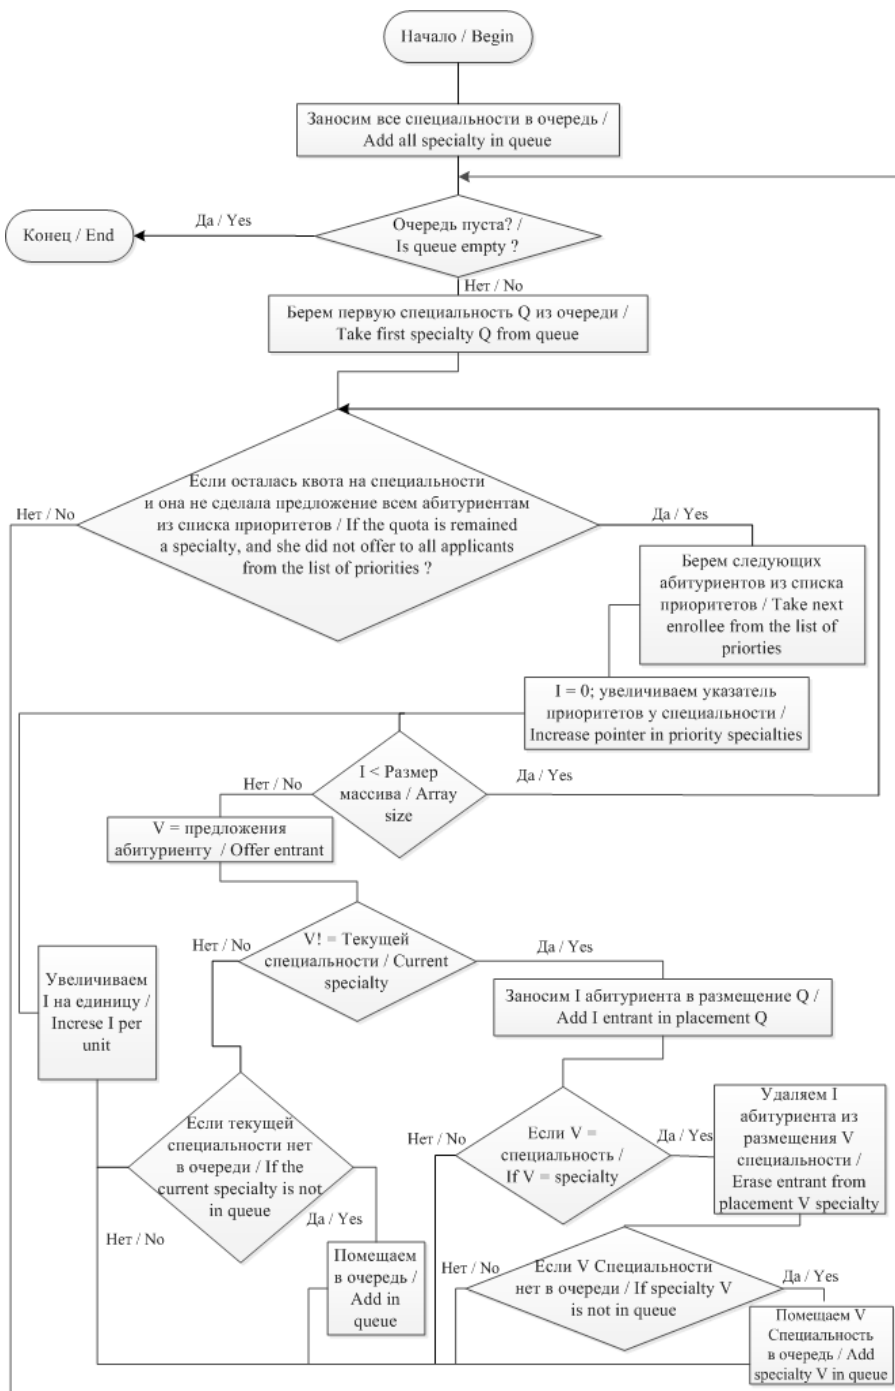 Начало / Begin
Заносим все специальности в очередь /
Add all specialty in queue
Да / Yes
Очередь пуста? /
Is queue empty ?
Конец / End
Нет / No
Берем первую специальность Q из очереди /
Take first specialty Q from queue
Если осталась квота на специальности
и она не сделала предложение всем абитуриентам
из списка приоритетов / If the quota is remained
a specialty, and she did not offer to all applicants
from the list of priorities ?
Нет / No
Да / Yes
Берем следующих
абитуриентов из списка
приоритетов / Take next
enrollee from the list of
priorties
I = 0; увеличиваем указатель
приоритетов у специальности /
Increase pointer in priority specialties
I < Размер
массива / Array
size
Нет / No
Да / Yes
V = предложения
абитуриенту / Offer entrant
V! = Текущей
специальности / Current
specialty
Нет / No
Да / Yes
Увеличиваем
I на единицу /
Increse I per
unit
Заносим I абитуриента в размещение Q /
Add I entrant in placement Q
Если текущей
специальности нет
в очереди / If the
current specialty is not
in queue
Нет / No
Да / Yes
Помещаем
в очередь /
Add in
queue
Нет / No
Если V =
специальность /
If V = specialty
Да / Yes
Удаляем I
абитуриента из
размещения V
специальности /
Erase entrant from
placement V specialty
Нет / No
Если V Специальности
нет в очереди / If specialty V
is not in queue
Да / Yes
Помещаем V
Специальность
в очередь / Add
specialty V in queue